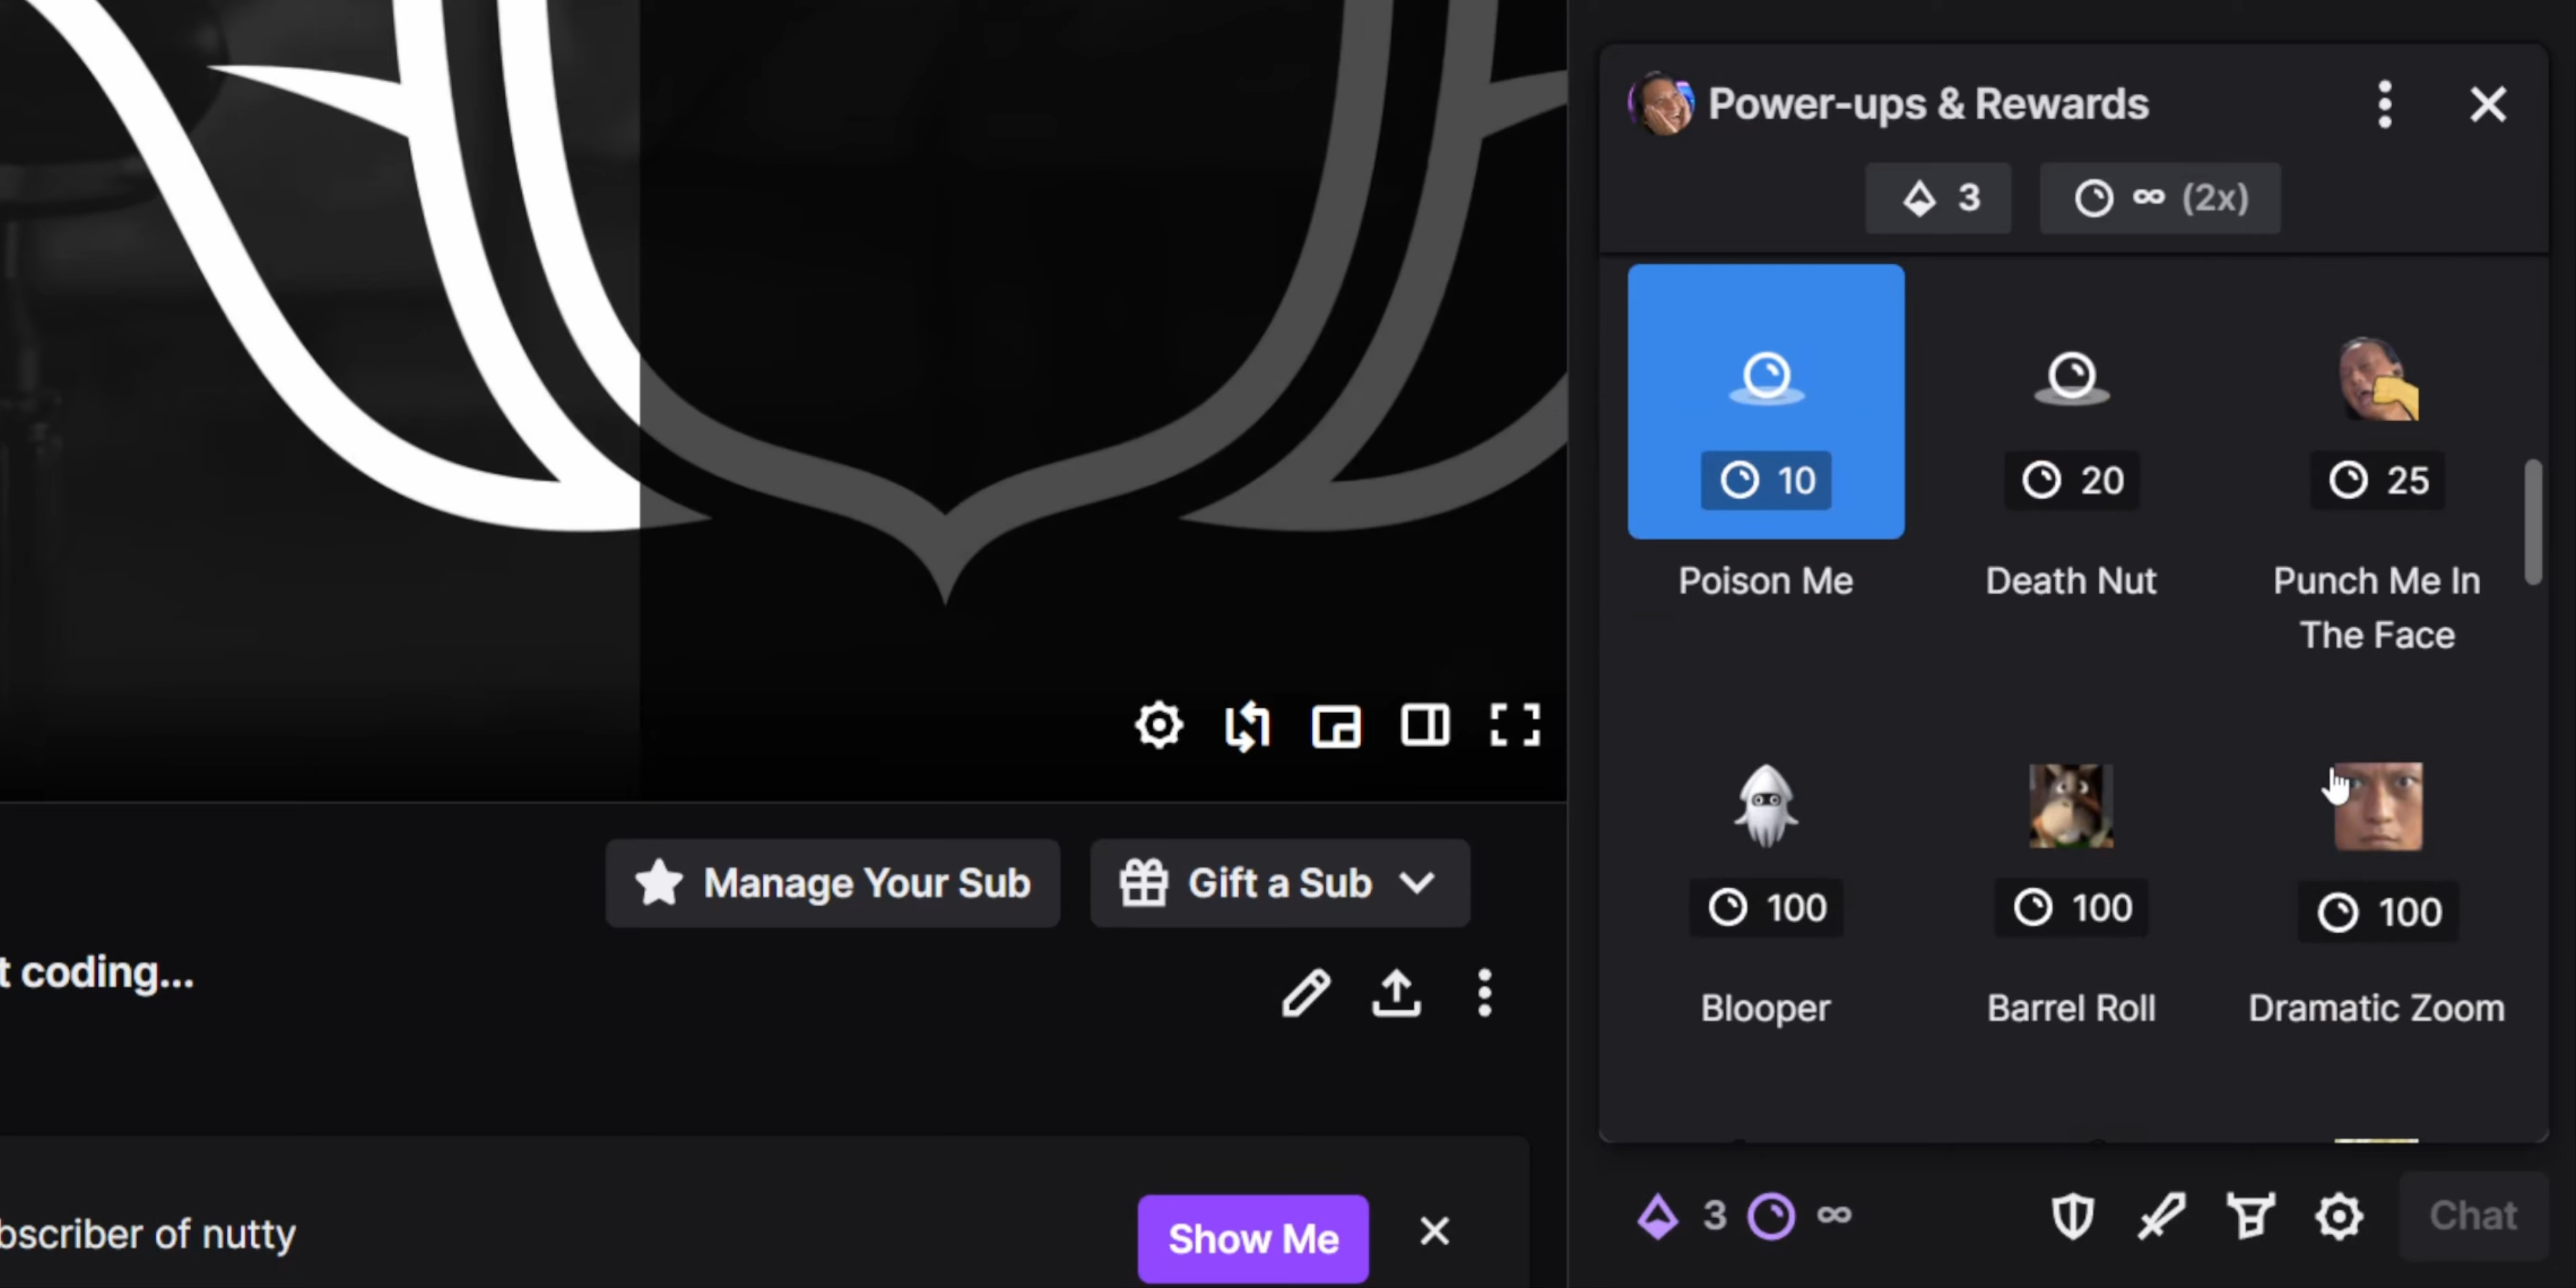 Power-ups & Rewards
3
∞ (2x)
10
20
25
Poison Me
Death Nut
Punch Me In
The Face
100
100
100
Blooper
Barrel Roll
Dramatic Zoom
Manage Your Sub
Gift a Sub
t coding...
bscriber of nutty
Show Me
3
∞
Chat